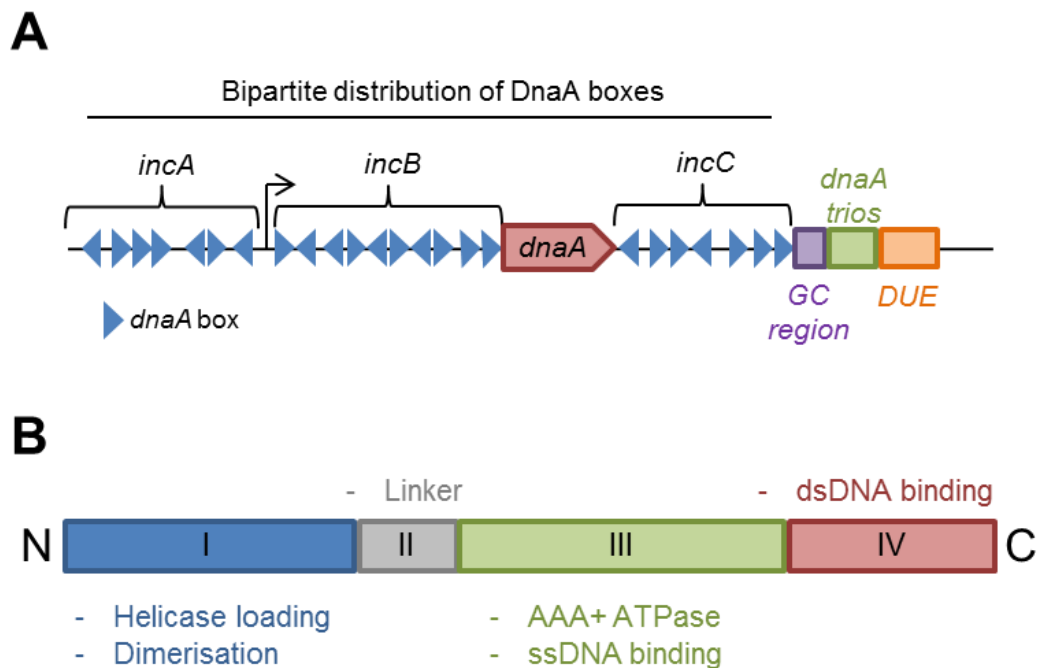 A
Bipartite distribution of DnaA boxes
incA
incB
incC
dnaA
trios
dnaA
GC
region
DUE
dnaA box
B
- Linker
- dsDNA binding
N
I
II
III
IV
C
- Helicase loading
- Dimerisation
- AAA+ ATPase
- ssDNA binding